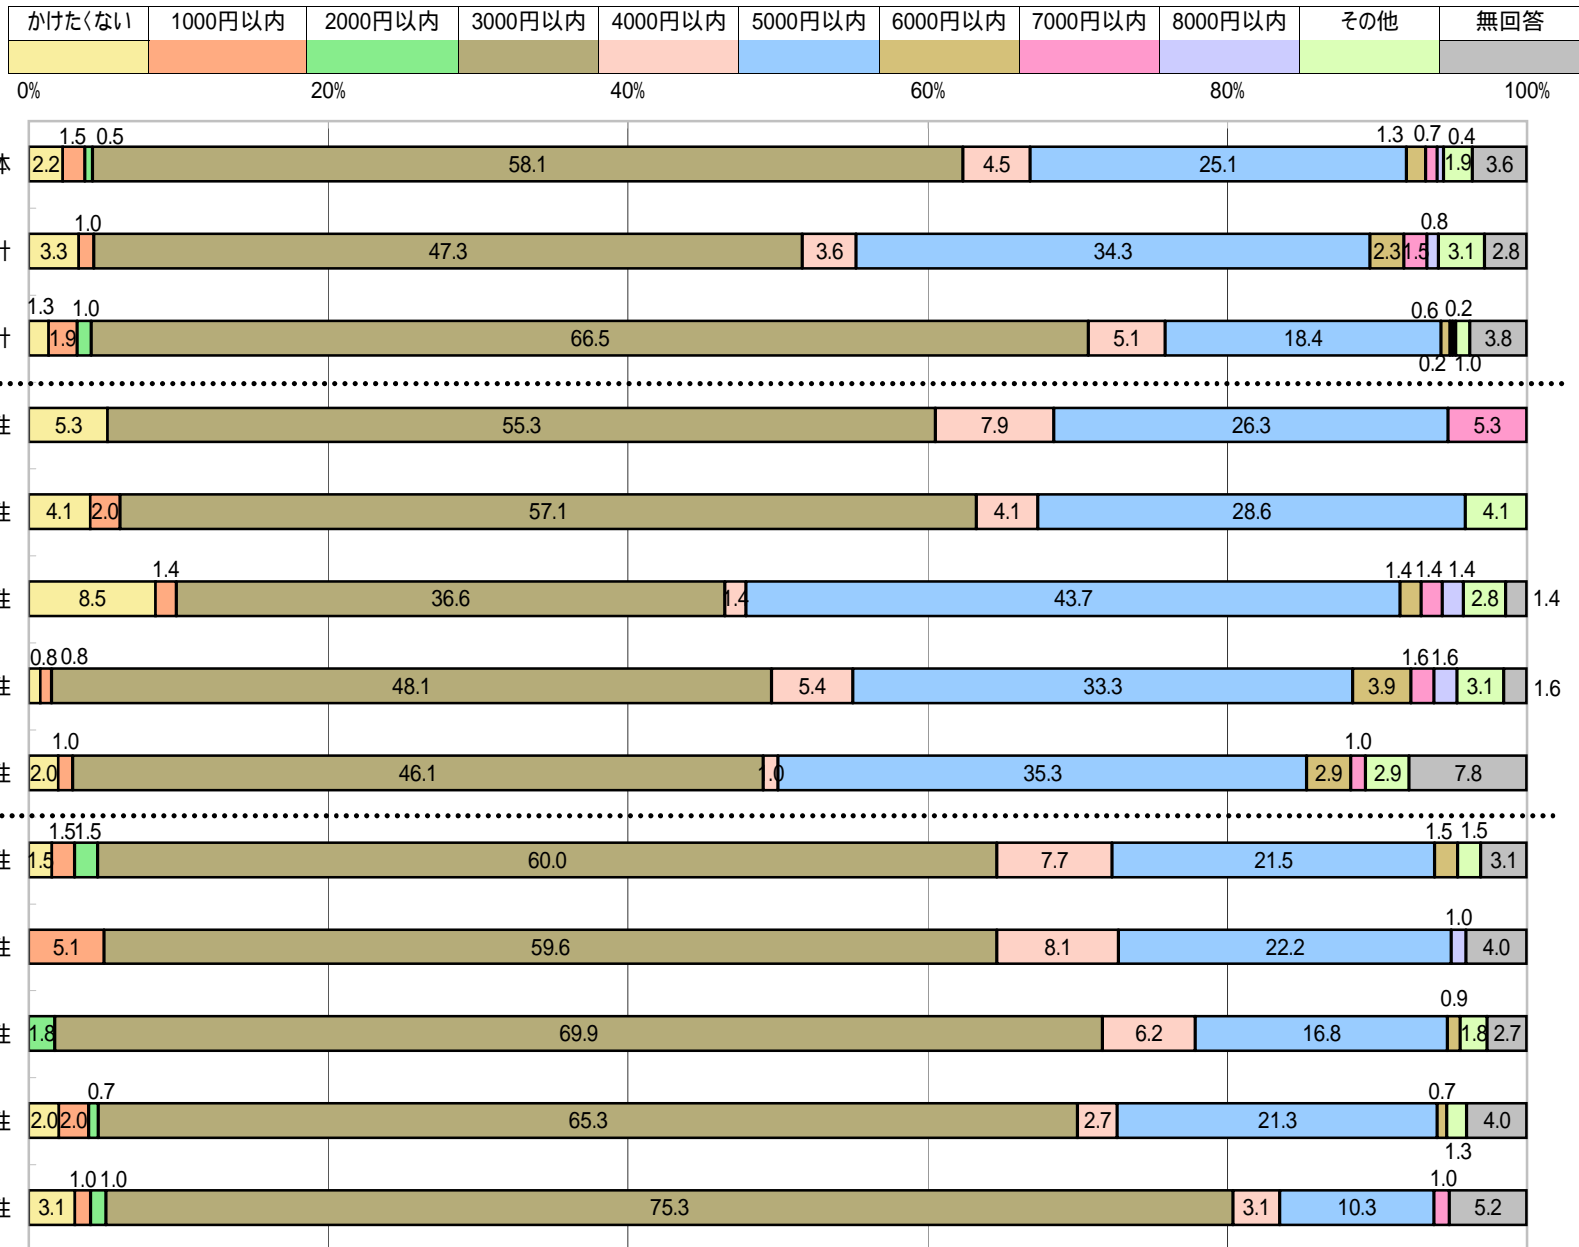 かけたくない 1000円以内 2000円以内 3000円以内 4000円以内 5000円以内 6000円以内 7000円以内 8000円以内 その他 無回答
0% 20% 40% 60% 80% 100%
1.5 0.5 1.3 0.7 0.4
体 2.2 58.1 4.5 25.1 1.9 3.6
1.0 0.8
計 3.3 47.3 3.6 34.3 2.3 1.5 3.1 2.8
1.3 1.0 0.6 0.2
計 1.9 66.5 5.1 18.4 3.8
0.2 1.0
性 5.3 55.3 7.9 26.3 5.3
性 4.1 2.0 57.1 4.1 28.6 4.1
1.4 1.4 1.4 1.4
性 8.5 36.6 1.4 43.7 2.8 1.4
0.8 0.8 1.6 1.6
性 48.1 5.4 33.3 3.9 3.1 1.6
1.0 1.0
性 2.0 46.1 1.0 35.3 2.9 2.9 7.8
1.5 1.5 1.5 1.5
性 1.5 60.0 7.7 21.5 3.1
1.0
性 5.1 59.6 8.1 22.2 4.0
0.9
性 1.8 69.9 6.2 16.8 1.8 2.7
0.7 0.7
性 2.0 2.0 65.3 2.7 21.3 4.0
1.3
1.0 1.0 1.0
性 3.1 75.3 3.1 10.3 5.2